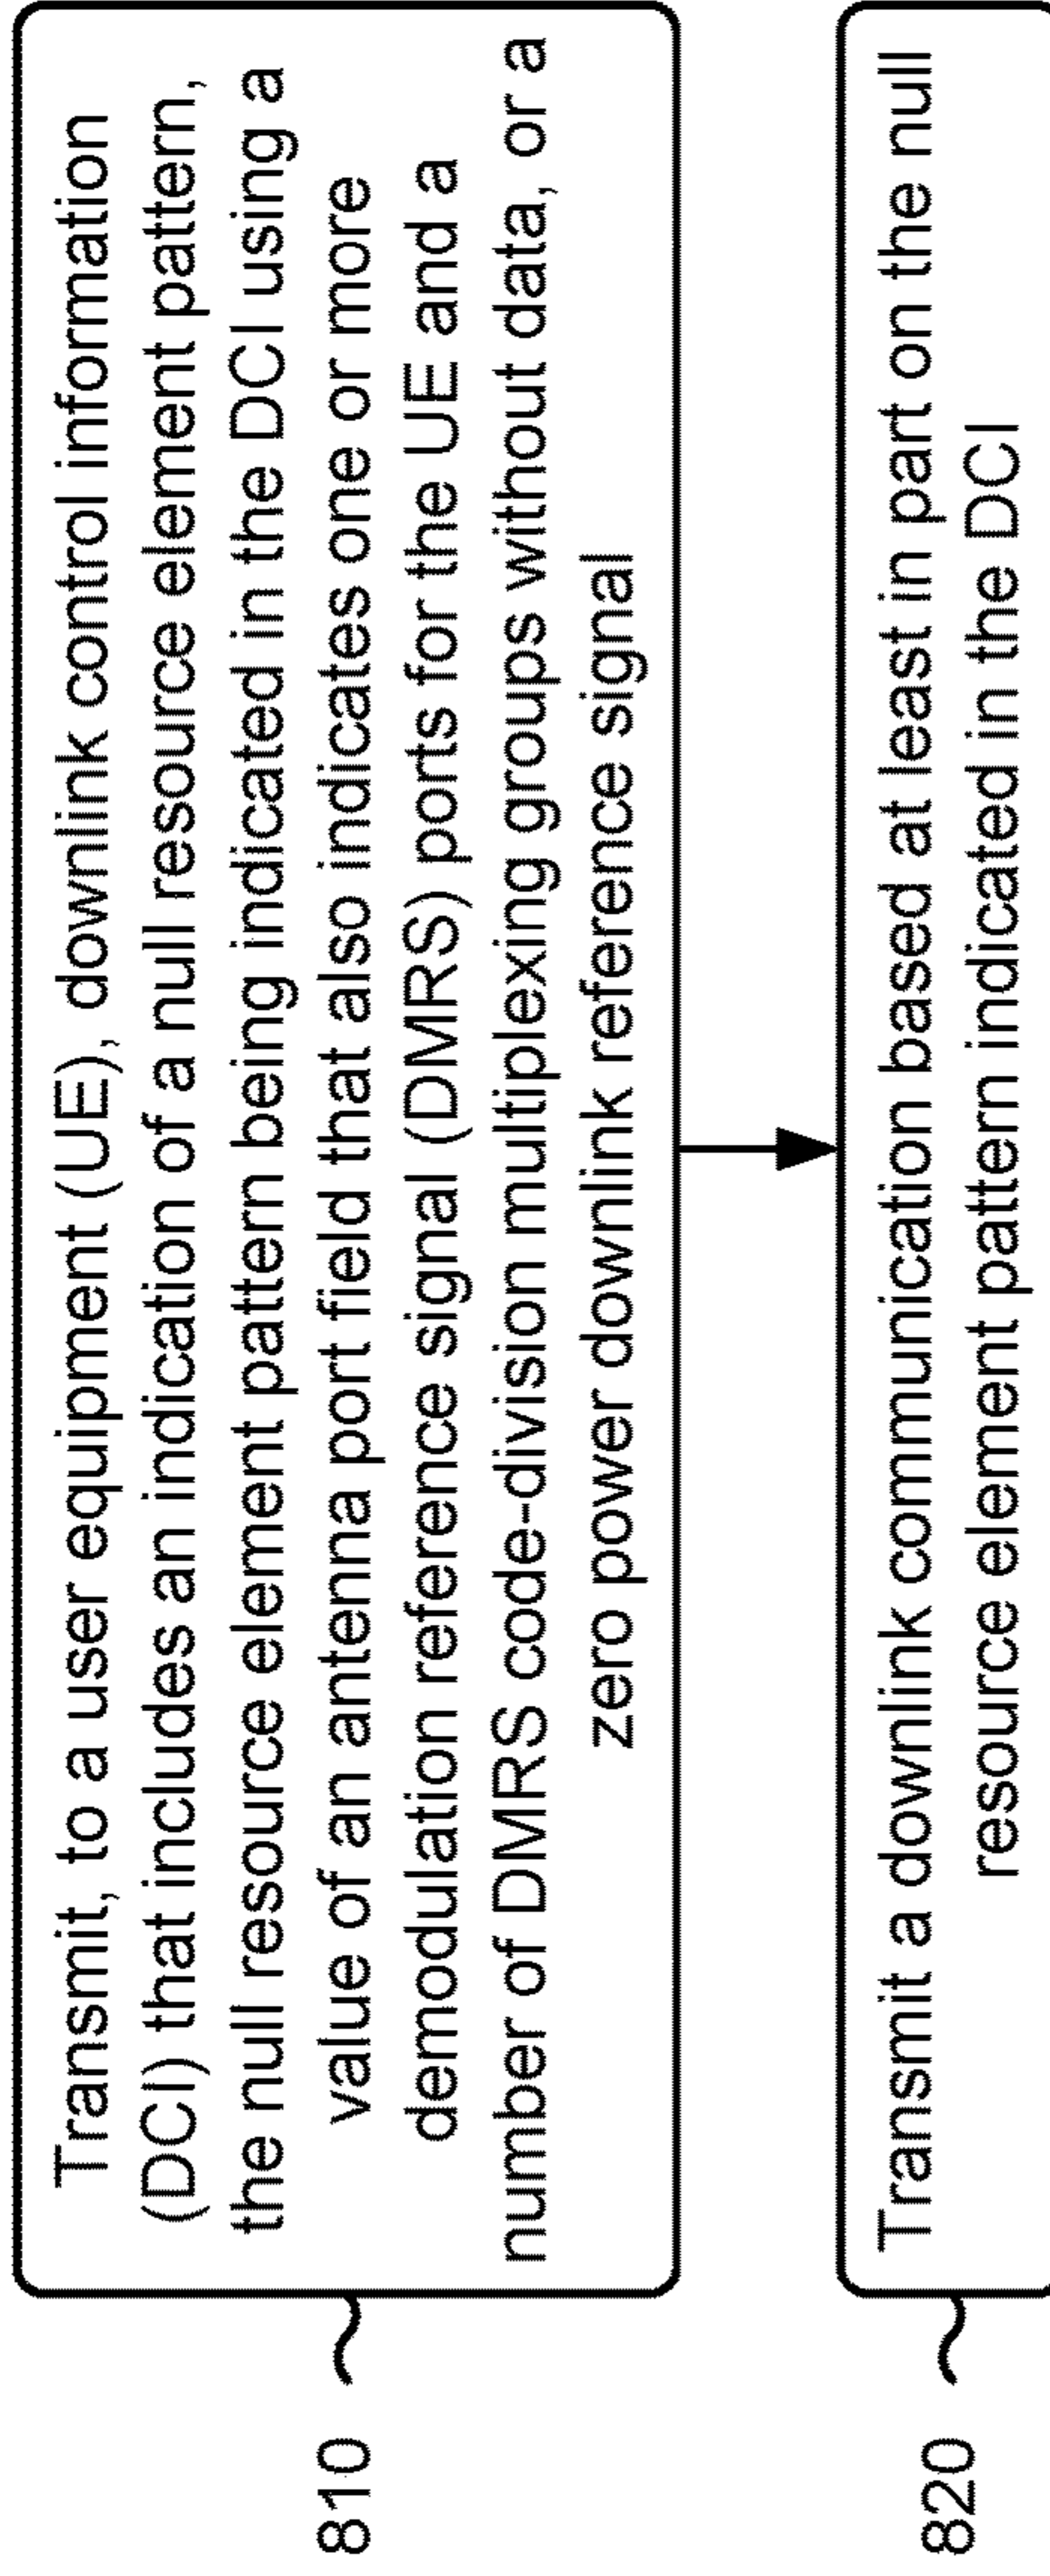 810
Transmit, to a user equipment (UE), downlink control information
(DCI) that includes an indication of a null resource element pattern,
the null resource element pattern being indicated in the DCI using a
value of an antenna port field that also indicates one or more
demodulation reference signal (DMRS) ports for the UE and a
number of DMRS code-division multiplexing groups without data, or a
zero power downlink reference signal
820
Transmit a downlink communication based at least in part on the null
resource element pattern indicated in the DCI